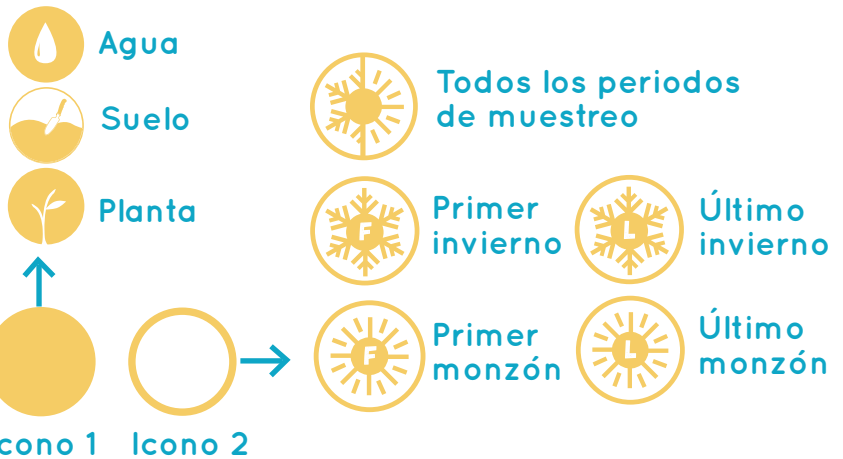 Agua
Suelo
Planta
Todos los periodos
de muestreo
F
Primer
invierno
L
Último
invierno
F
Primer
monzón
L
Último
monzón
cono 1
Icono 2